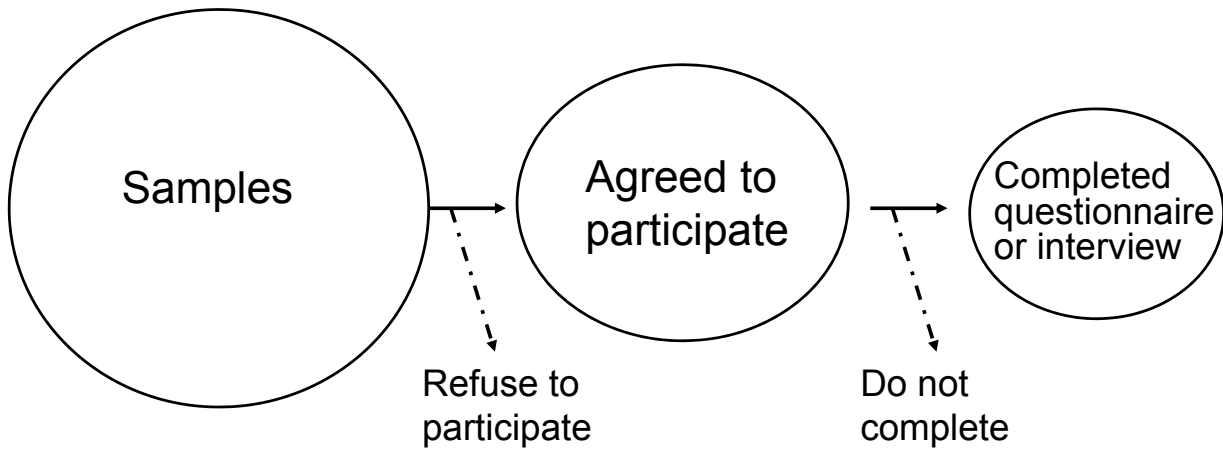 Samples
Agreed to
participate
Completed
questionnaire
or interview
Refuse to
participate
Do not
complete